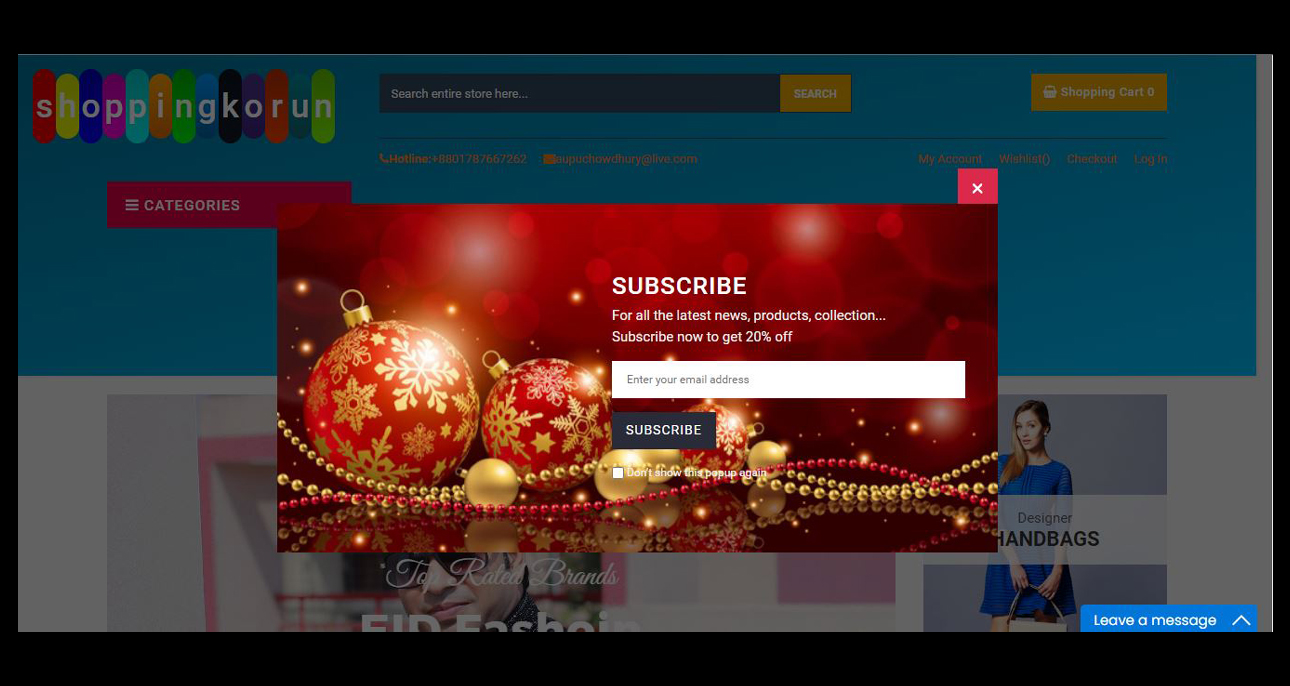 shoppingkorun
Search entire store here...
SEARCH
Shopping Cart 0
Hotline:+8801787667262
aupuchowdhury@live.com
My Account
Wishlist()
Checkout
Log In
CATEGORIES
×
SUBSCRIBE
For all the latest news, products, collection...
Subscribe now to get 20% off
Enter your email address
SUBSCRIBE
Don't show this popup again
Designer
HANDBAGS
Top Rated Brands
EID Fashoin
Leave a message